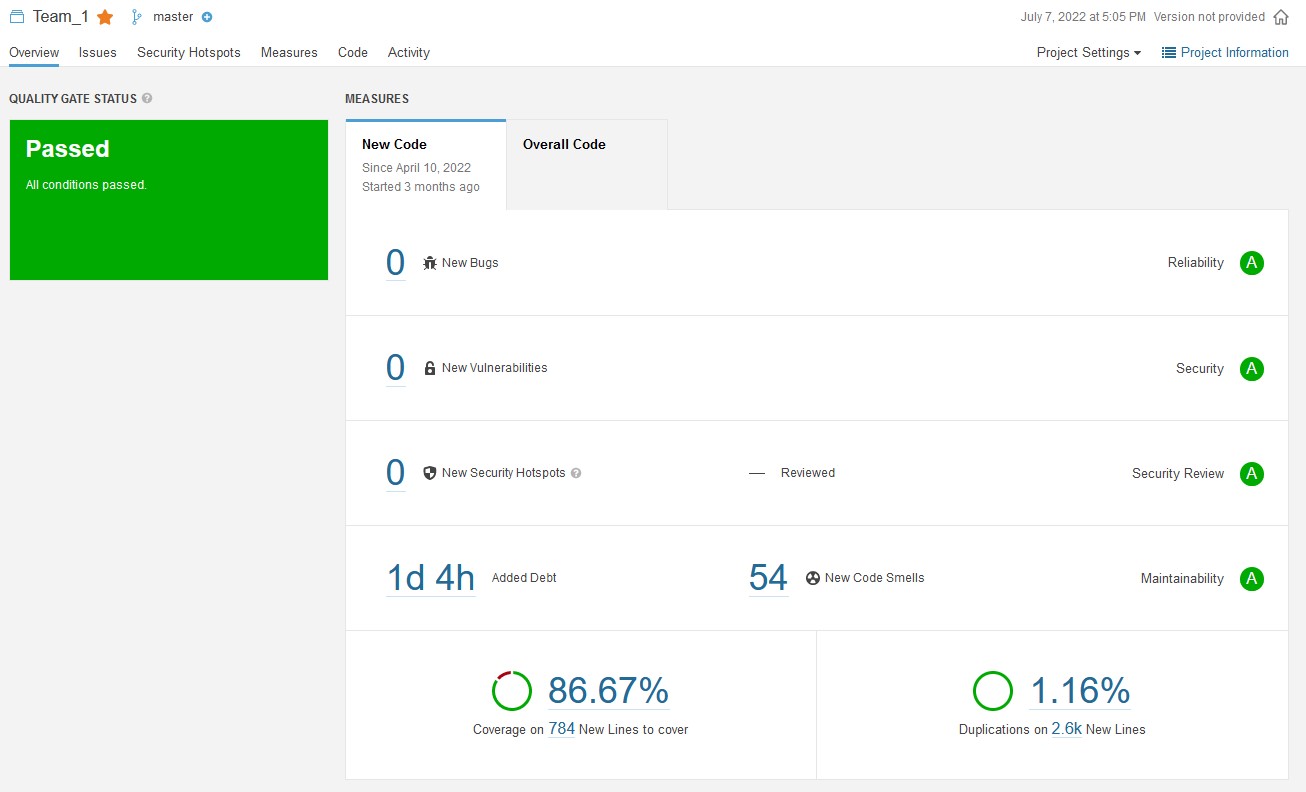 Team_1 master July 7, 2022 at 5:05 PM Version not provided
Overview Issues Security Hotspots Measures Code Activity Project Settings Project Information
QUALITY GATE STATUS ?
Passed
All conditions passed.
MEASURES
New Code
Since April 10, 2022
Started 3 months ago
Overall Code
0 New Bugs Reliability A
0 New Vulnerabilities Security A
0 New Security Hotspots ? — Reviewed Security Review A
1d 4h Added Debt 54 New Code Smells Maintainability A
86.67%
Coverage on 784 New Lines to cover
1.16%
Duplications on 2.6k New Lines